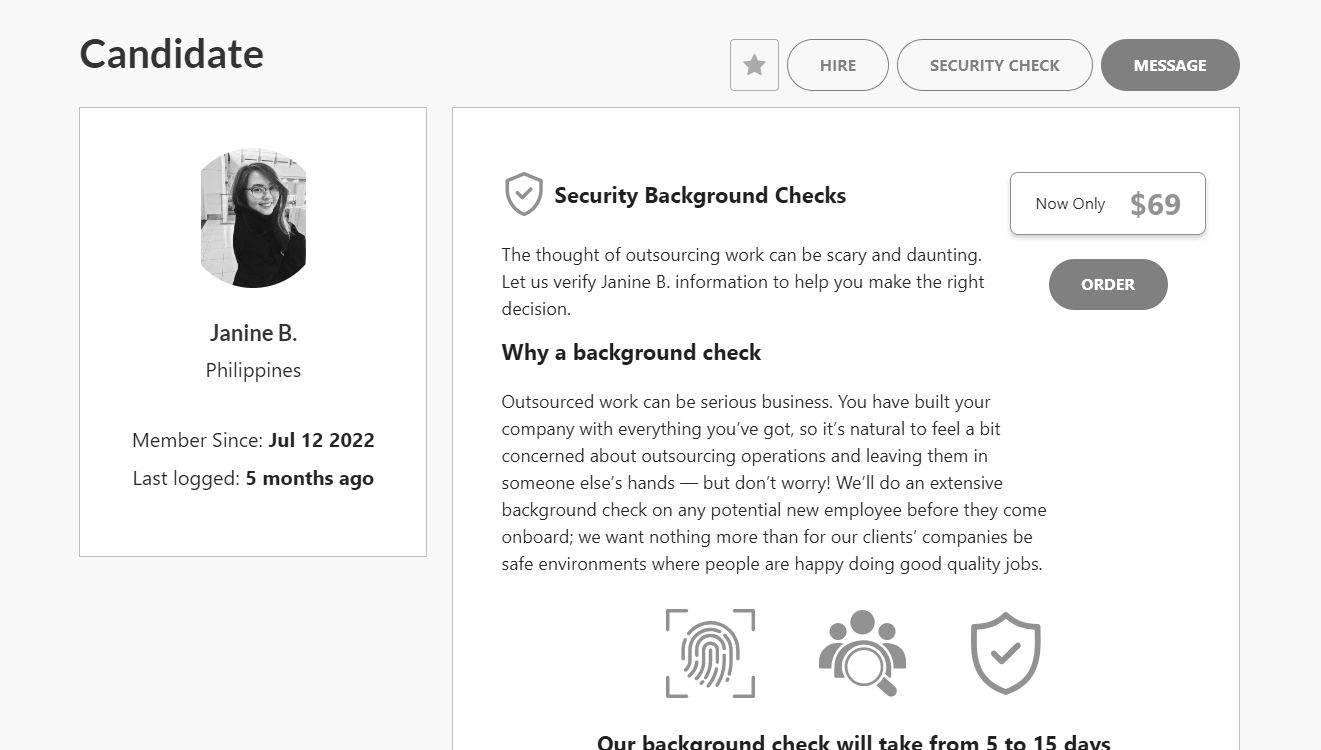 Candidate
HIRE
SECURITY CHECK
MESSAGE
Janine B.
Philippines
Member Since: Jul 12 2022
Last logged: 5 months ago
Security Background Checks
Now Only $69
ORDER
The thought of outsourcing work can be scary and daunting.
Let us verify Janine B. information to help you make the right
decision.
Why a background check
Outsourced work can be serious business. You have built your
company with everything you’ve got, so it’s natural to feel a bit
concerned about outsourcing operations and leaving them in
someone else’s hands — but don’t worry! We’ll do an extensive
background check on any potential new employee before they come
onboard; we want nothing more than for our clients’ companies be
safe environments where people are happy doing good quality jobs.
Our background check will take from 5 to 15 days